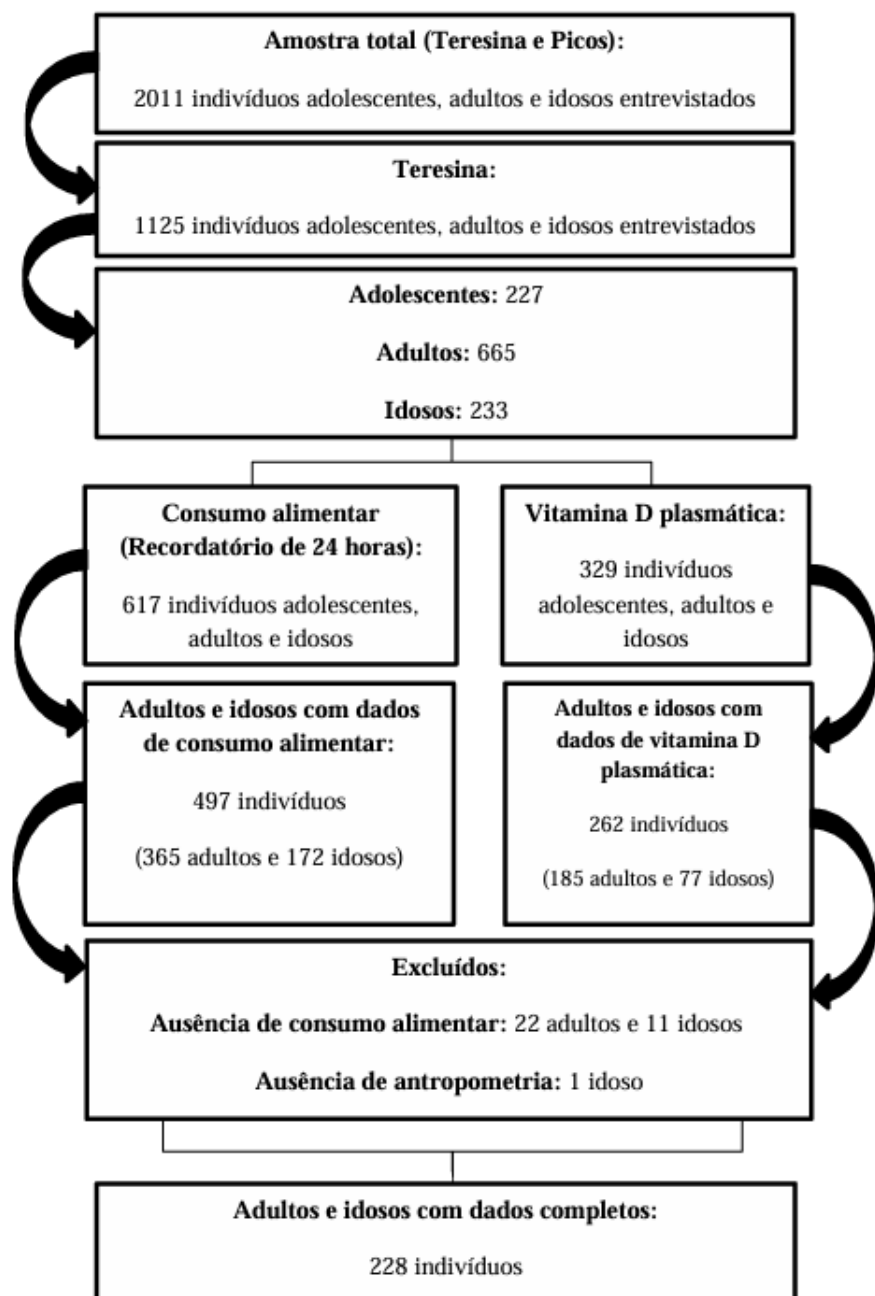 Amostra total (Teresina e Picos):
2011 indivíduos adolescentes, adultos e idosos entrevistados
Teresina:
1125 indivíduos adolescentes, adultos e idosos entrevistados
Adolescentes: 227
Adultos: 665
Idosos: 233
Consumo alimentar
(Recordatório de 24 horas):
617 indivíduos adolescentes,
adultos e idosos
Vitamina D plasmática:
329 indivíduos
adolescentes, adultos e
idosos
Adultos e idosos com dados
de consumo alimentar:
497 indivíduos
(365 adultos e 172 idosos)
Adultos e idosos com
dados de vitamina D
plasmática:
262 indivíduos
(185 adultos e 77 idosos)
Excluídos:
Ausência de consumo alimentar: 22 adultos e 11 idosos
Ausência de antropometria: 1 idoso
Adultos e idosos com dados completos:
228 indivíduos